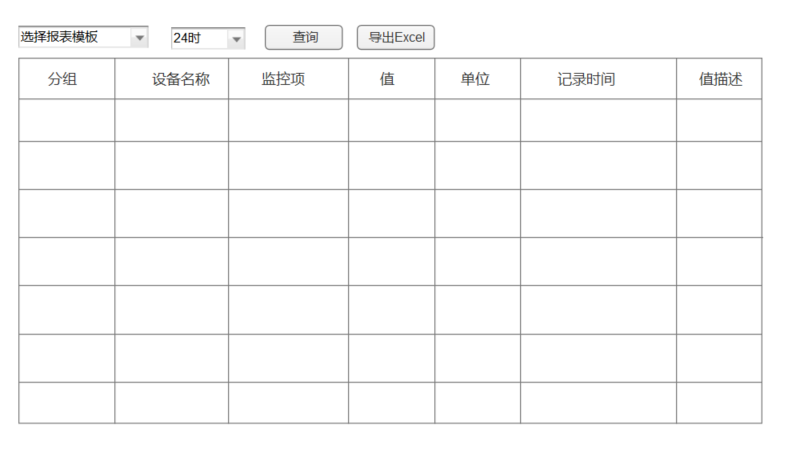 选择报表模板 24时 查询 导出Excel
分组 设备名称 监控项 值 单位 记录时间 值描述